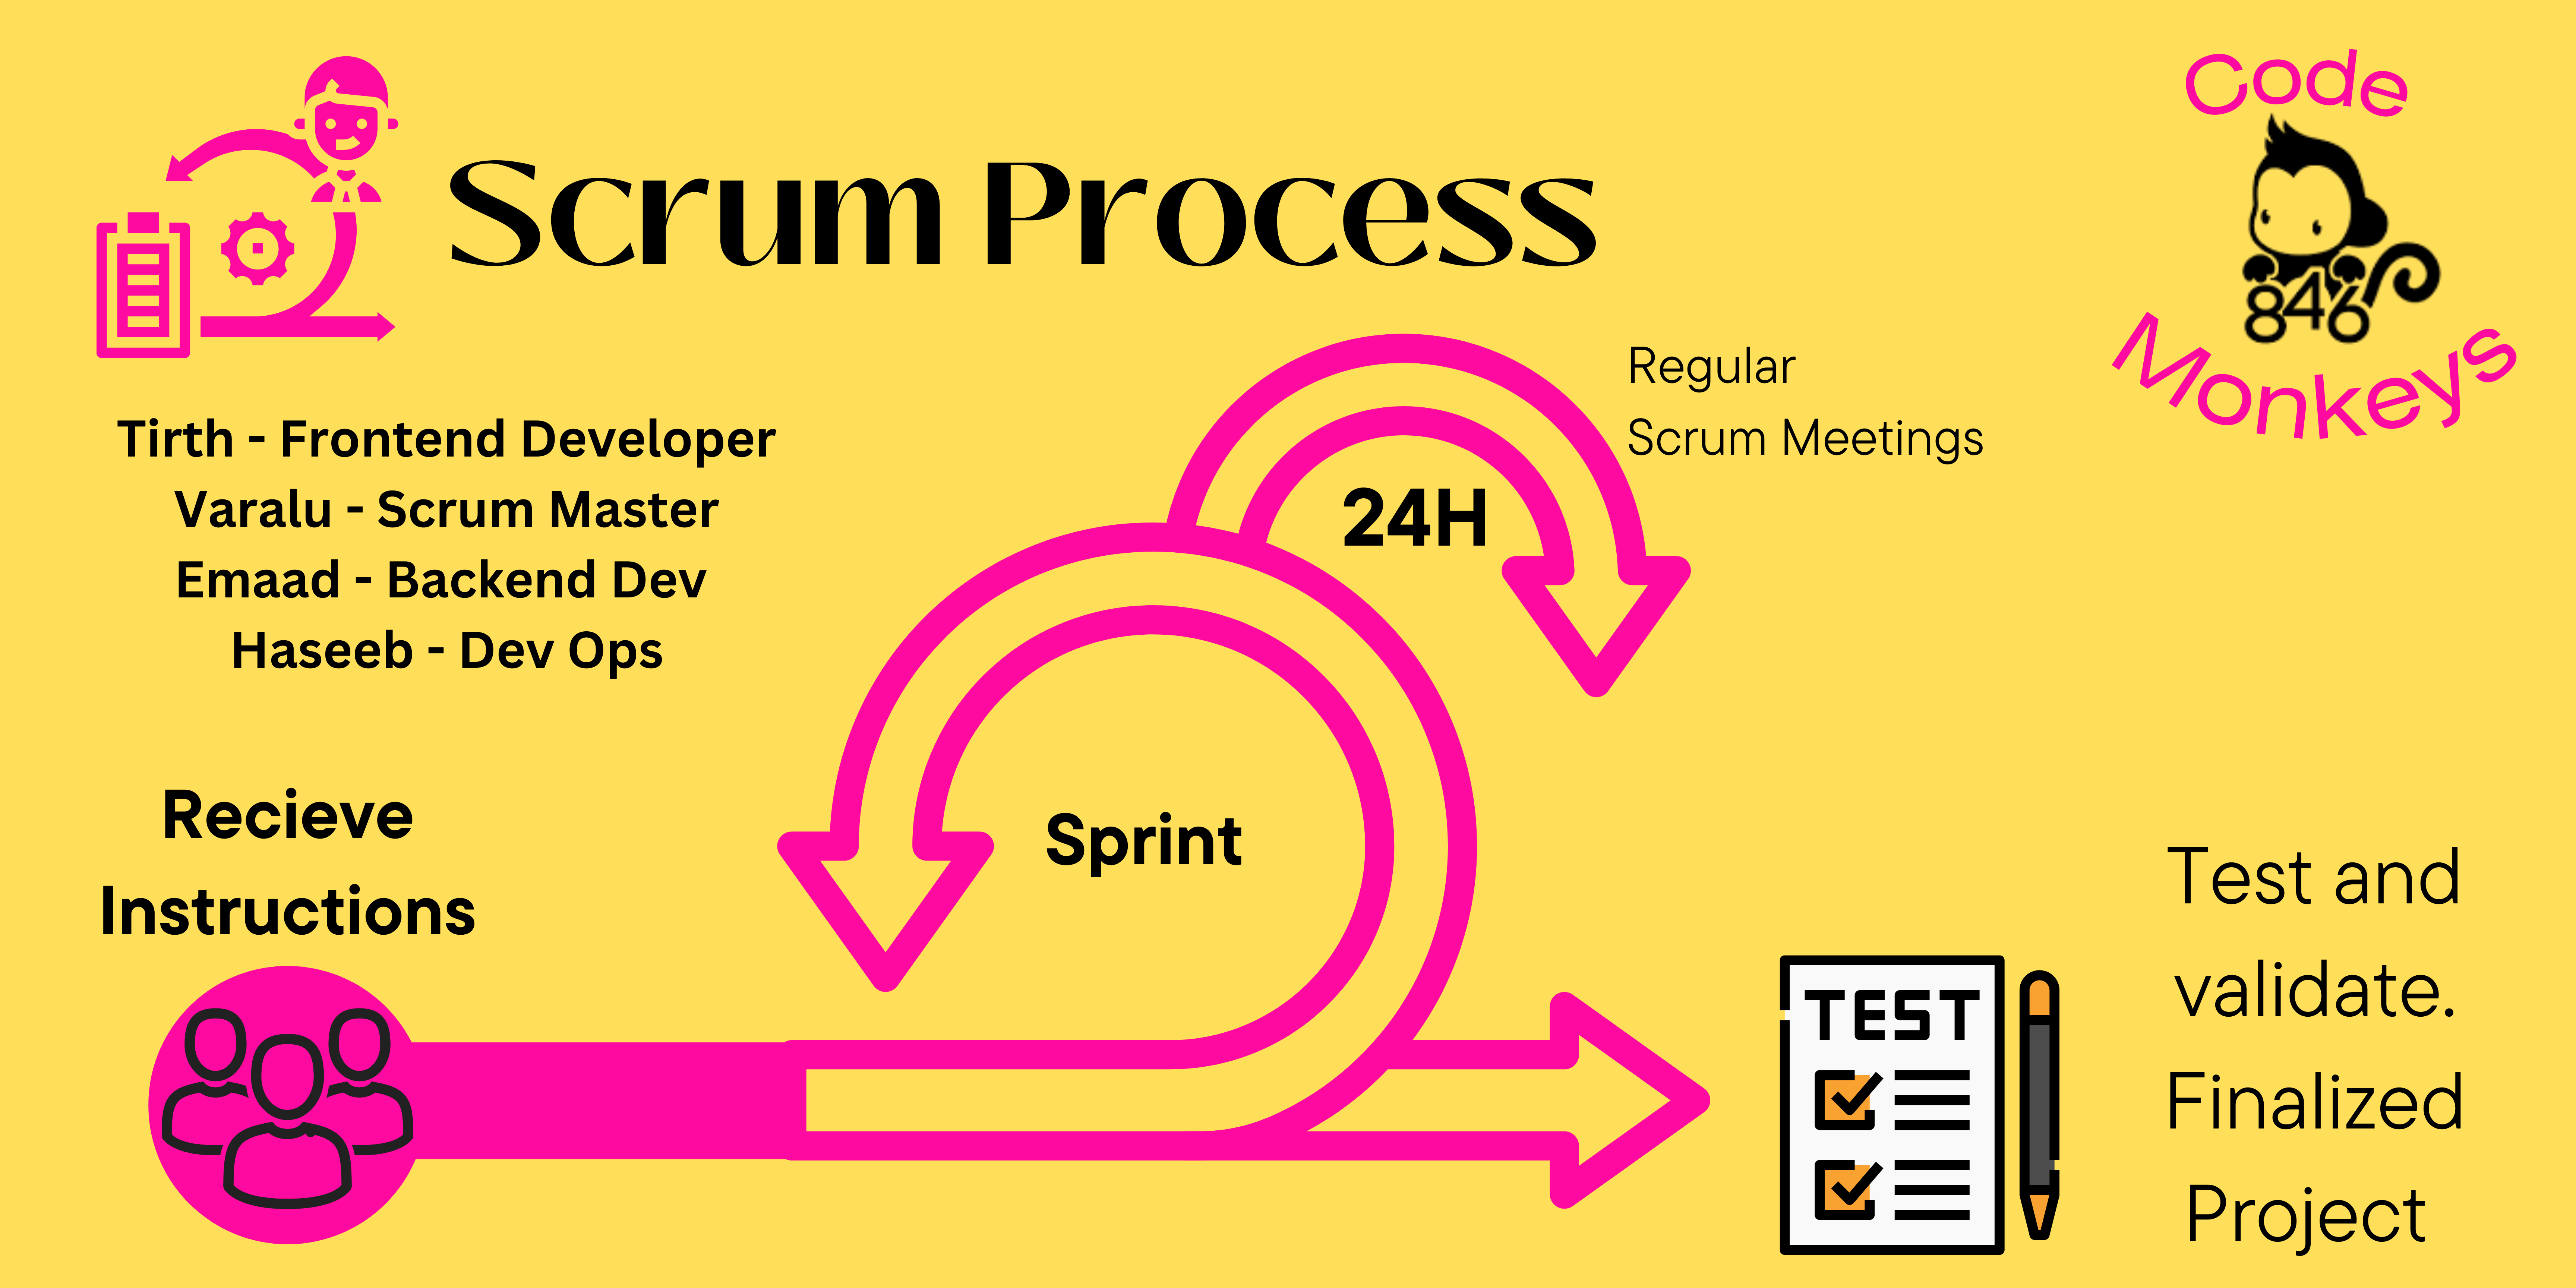 Scrum Process
Code
846
Monkeys
Regular
Scrum Meetings
24H
Tirth - Frontend Developer
Varalu - Scrum Master
Emaad - Backend Dev
Haseeb - Dev Ops
Recieve
Instructions
Sprint
TEST
Test and
validate.
Finalized
Project